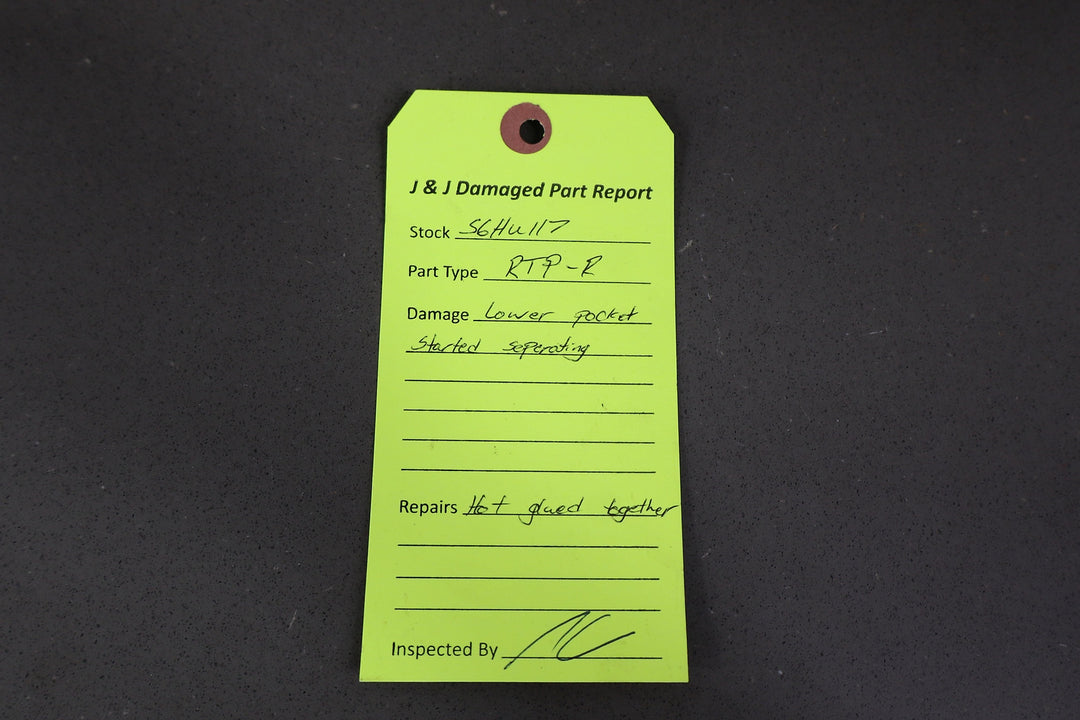 J & J Damaged Part Report
Stock S6HU117
Part Type RTP-R
Damage Lower pocket
Started seperating
Repairs Hot glued together
Inspected By